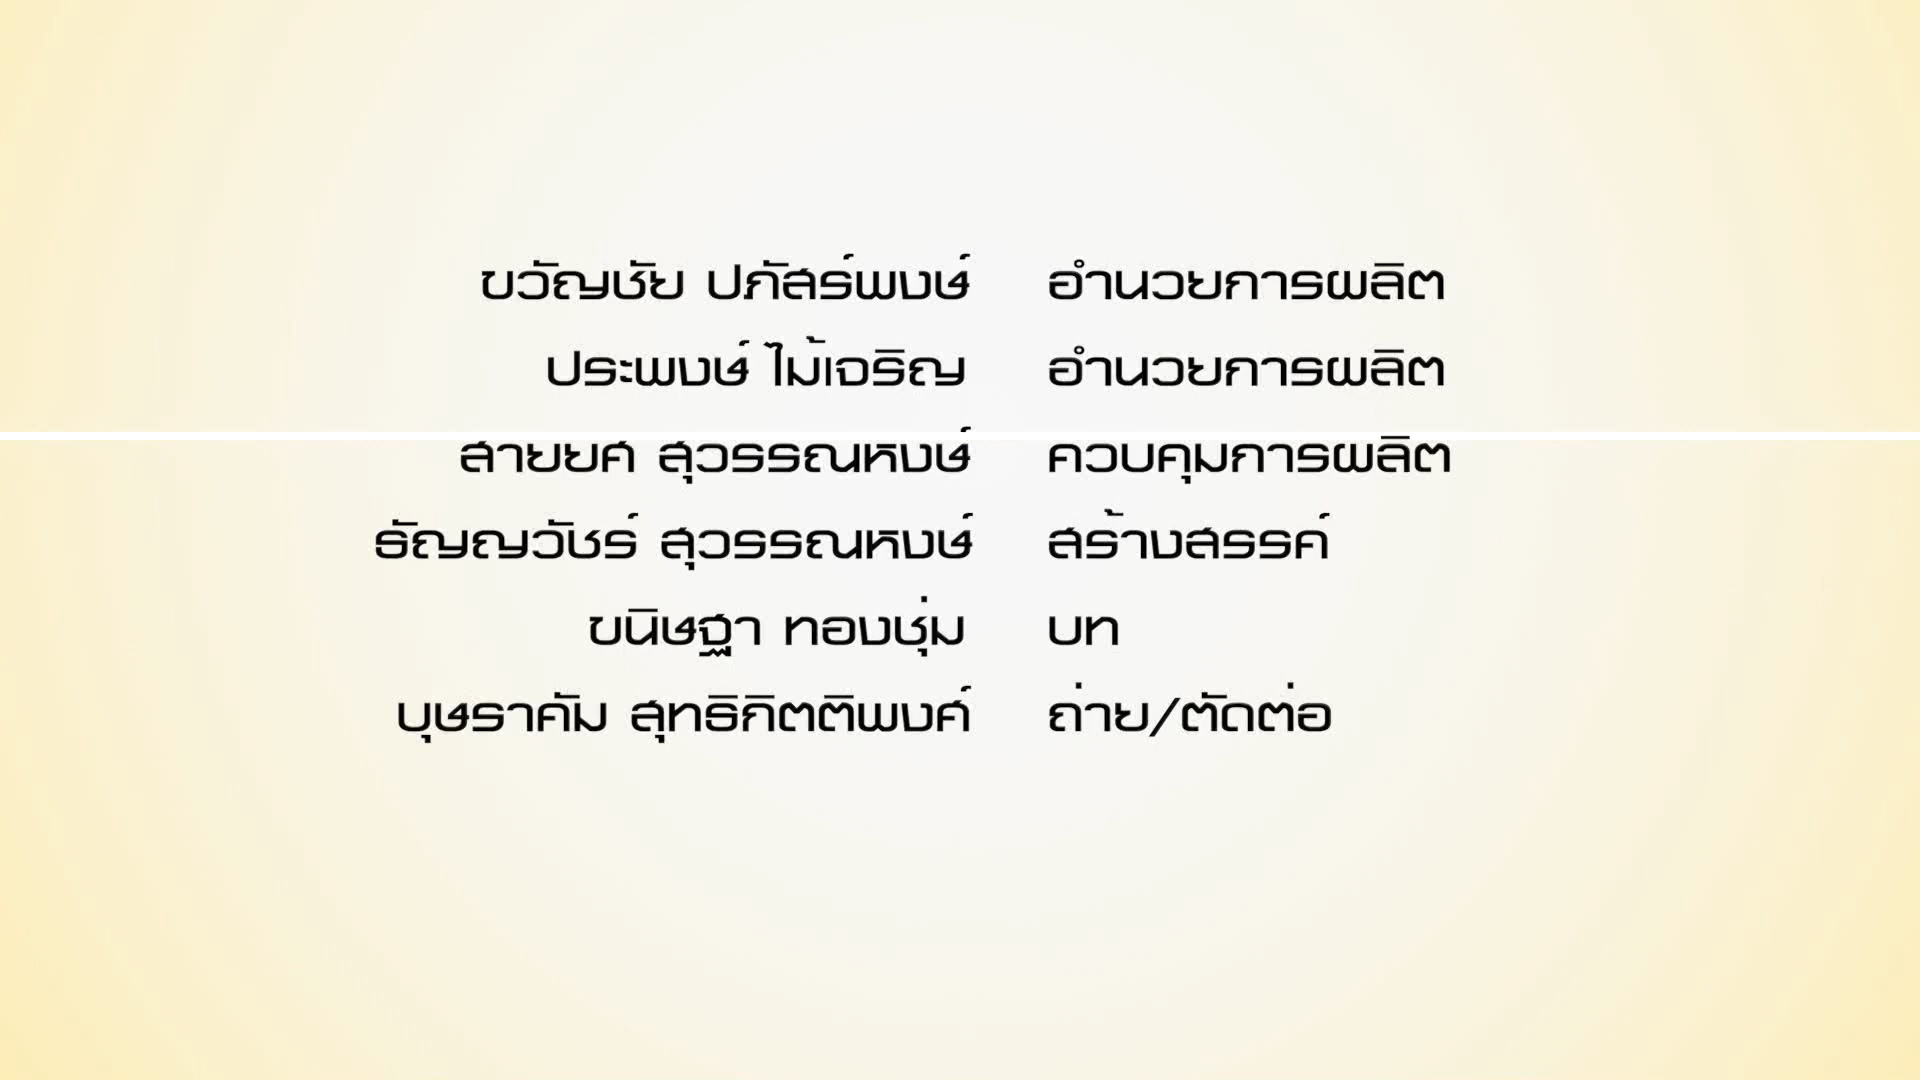 ขวัญชัย ปภัสร์พงษ์ อำนวยการผลิต
ประพงษ์ ไม้เจริญ อำนวยการผลิต
สายยศ สุวรรณหงษ์ ควบคุมการผลิต
ธัญญวัชร์ สุวรรณหงษ์ สร้างสรรค์
ขนิษฐา ทองชุ่ม บท
บุษราคัม สุทธิกิตติพงศ์ ถ่าย/ตัดต่อ